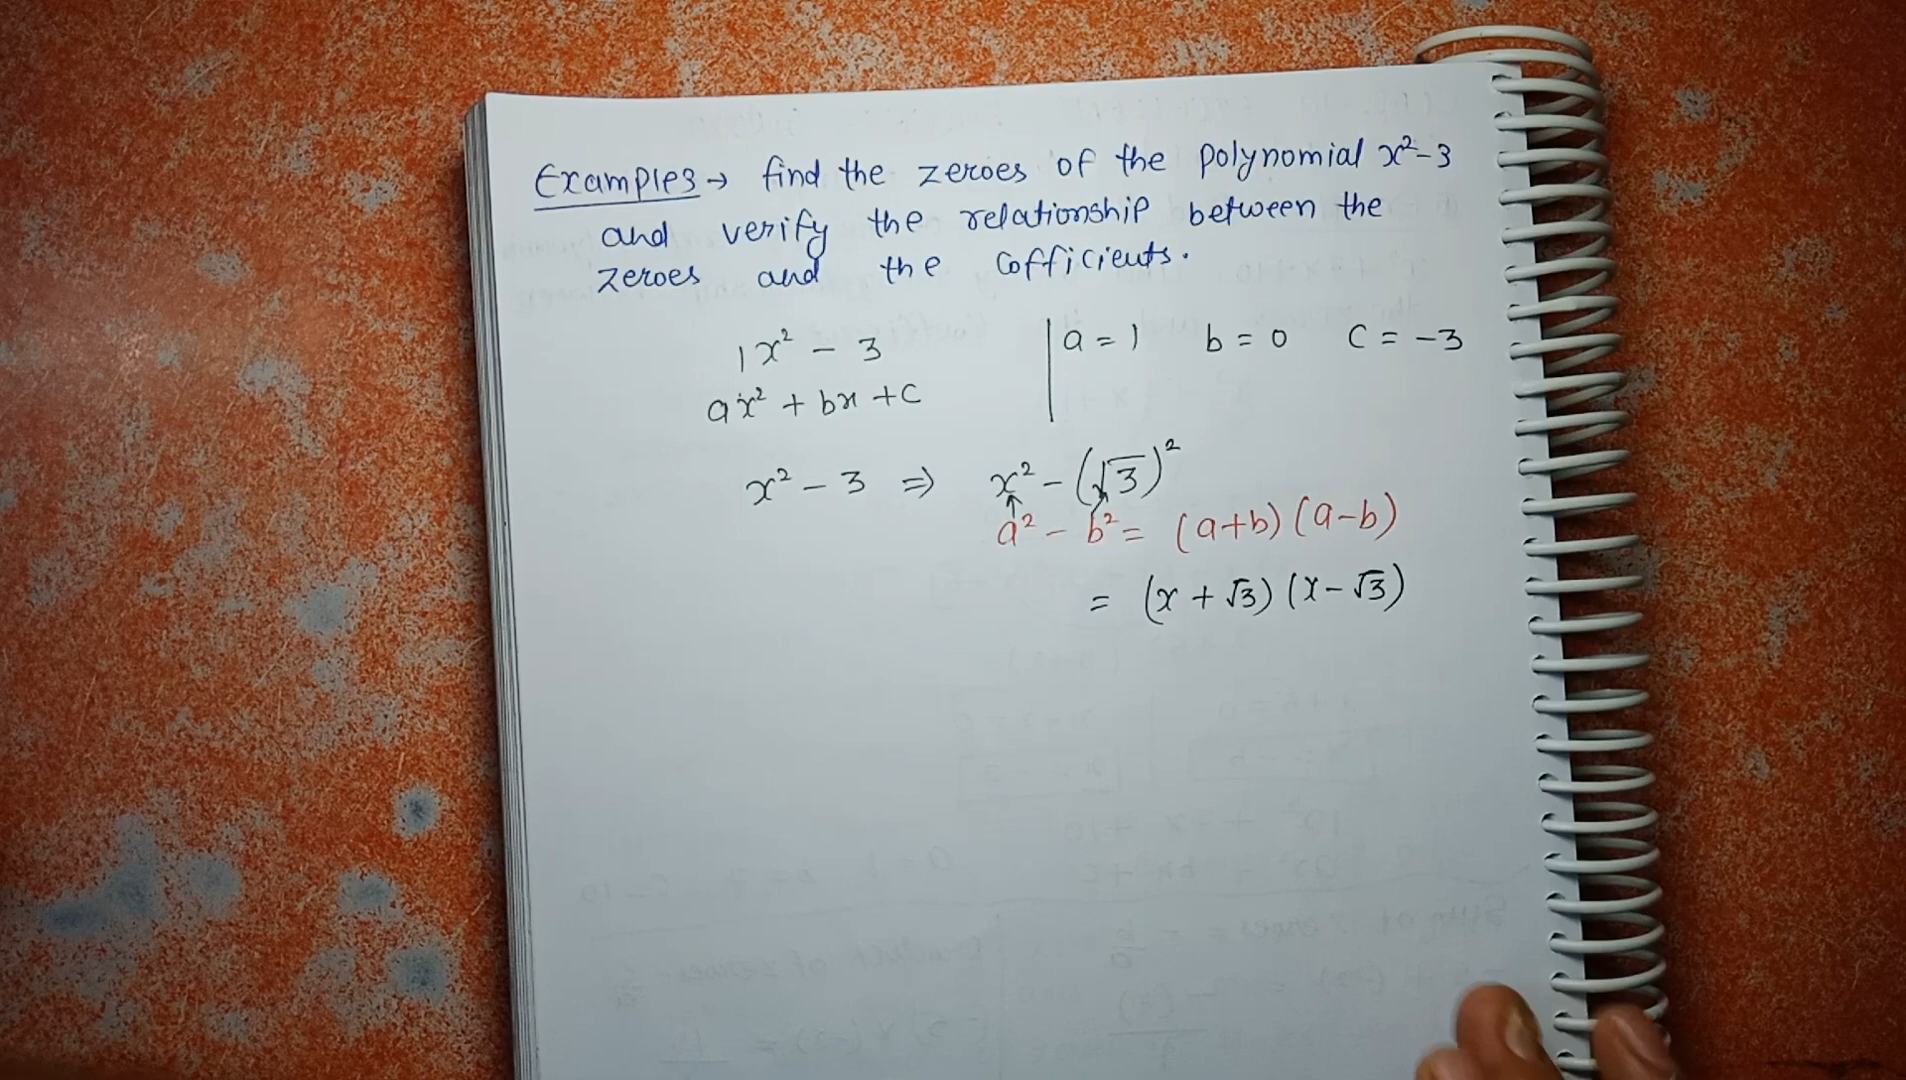 Examples → find the zeroes of the polynomial x²-3
and verify the relationship between the
zeroes and the cofficients.
1x² - 3
ax² + bx + c
a = 1 b = 0 c = -3
x² - 3 ⇒ x² - (√3)²
a² - b² = (a+b) (a-b)
= (x + √3) (x - √3)